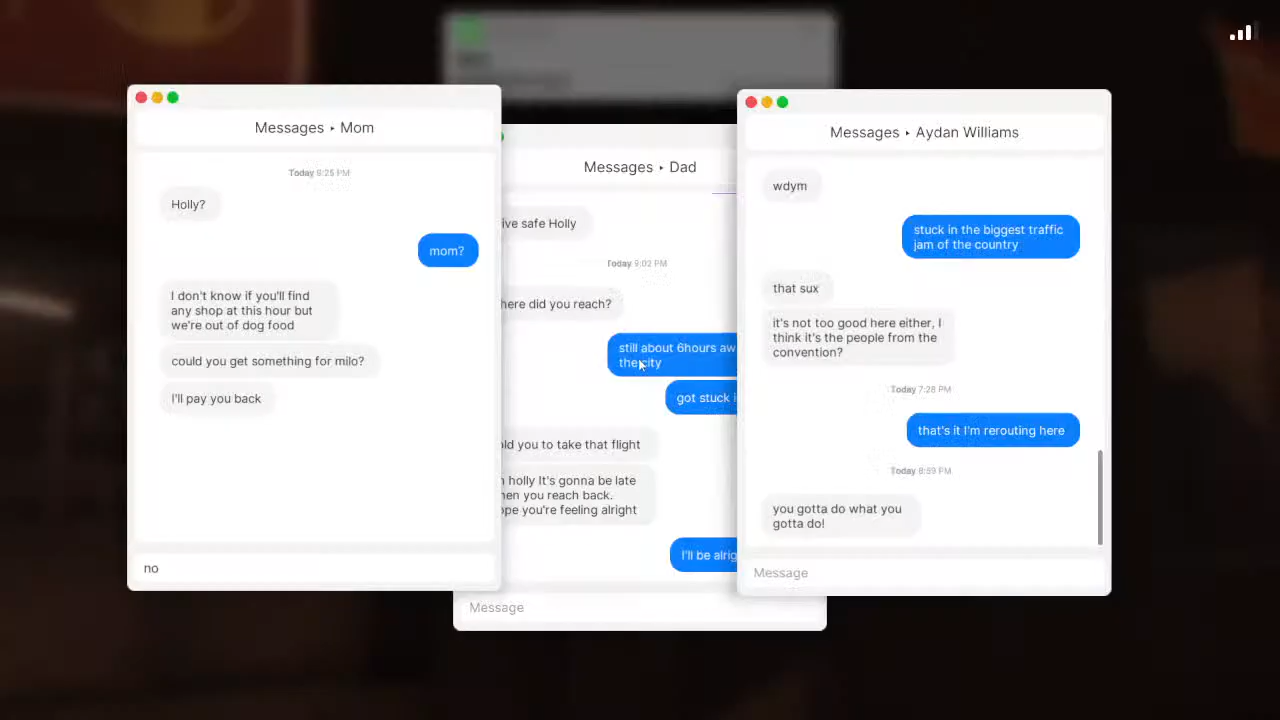 Messages ▸ Mom
Today 9:25 PM
Holly?
mom?
I don't know if you'll find
any shop at this hour but
we're out of dog food
could you get something for milo?
I'll pay you back
no
Messages ▸ Dad
ive safe Holly
Today 9:02 PM
here did you reach?
still about 6hours aw
the city
got stuck i
old you to take that flight
h holly It's gonna be late
hen you reach back.
ope you're feeling alright
I'll be alrig
Message
Messages ▸ Aydan Williams
wdym
stuck in the biggest traffic
jam of the country
that sux
it's not too good here either, I
think it's the people from the
convention?
Today 7:28 PM
that's it I'm rerouting here
Today 8:59 PM
you gotta do what you
gotta do!
Message